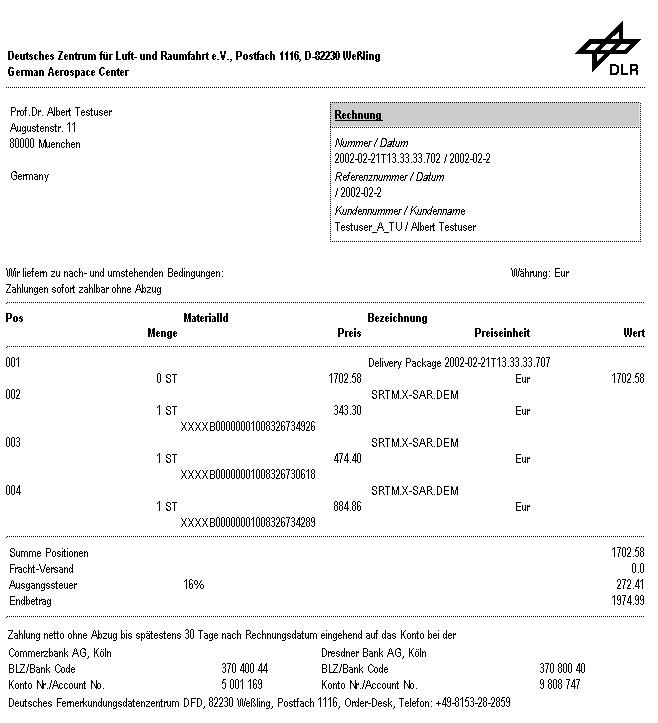 Deutsches Zentrum für Luft- und Raumfahrt e.V., Postfach 1116, D-82230 Weßling
German Aerospace Center
DLR
Prof.Dr. Albert Testuser
Augustenstr. 11
80000 Muenchen
Germany
Rechnung
Nummer / Datum
2002-02-21T13.33.33.702 / 2002-02-2
Referenznummer / Datum
/ 2002-02-2
Kundennummer / Kundenname
Testuser_A_TU / Albert Testuser
Wir liefern zu nach- und umstehenden Bedingungen: Währung: Eur
Zahlungen sofort zahlbar ohne Abzug
Pos MaterialId Bezeichnung
Menge Preis Preiseinheit Wert
001 Delivery Package 2002-02-21T13.33.33.707
0 ST 1702.58 Eur 1702.58
002 SRTM.X-SAR.DEM
1 ST 343.30 Eur
XXXXB00000001008326734926
003 SRTM.X-SAR.DEM
1 ST 474.40 Eur
XXXXB00000001008326730618
004 SRTM.X-SAR.DEM
1 ST 884.86 Eur
XXXXB00000001008326734289
Summe Positionen 1702.58
Fracht-Versand 0.0
Ausgangssteuer 16% 272.41
Endbetrag 1974.99
Zahlung netto ohne Abzug bis spätestens 30 Tage nach Rechnungsdatum eingehend auf das Konto bei der
Commerzbank AG, Köln Dresdner Bank AG, Köln
BLZ/Bank Code 370 400 44 BLZ/Bank Code 370 800 40
Konto Nr./Account No. 5 001 169 Konto Nr./Account No. 9 808 747
Deutsches Fernerkundungsdatenzentrum DFD, 82230 Weßling, Postfach 1116, Order-Desk, Telefon: +49-8153-28-2859